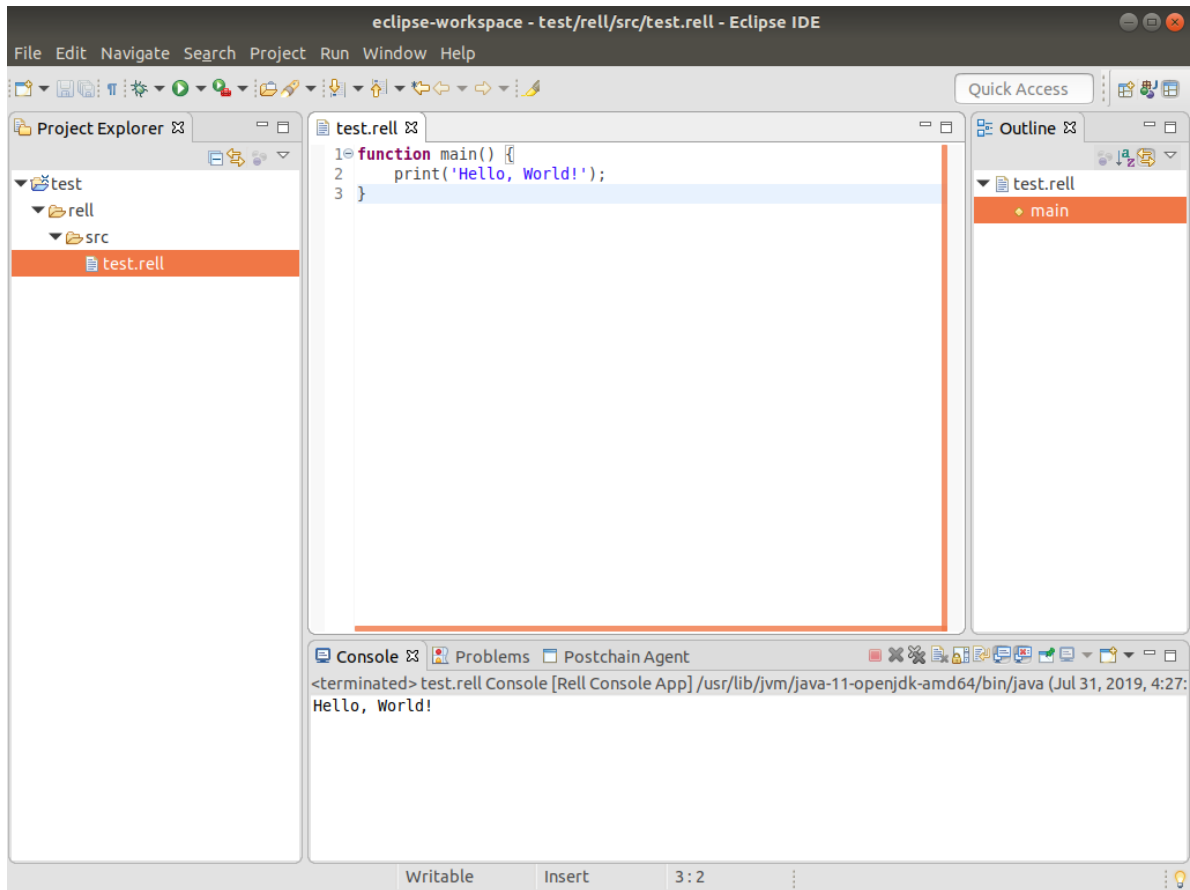 eclipse-workspace - test/rell/src/test.rell - Eclipse IDE
File Edit Navigate Search Project Run Window Help
Quick Access
Project Explorer
test
rell
src
test.rell
test.rell
1 function main() {
2 print('Hello, World!');
3 }
Outline
test.rell
main
Console Problems Postchain Agent
<terminated> test.rell Console [Rell Console App] /usr/lib/jvm/java-11-openjdk-amd64/bin/java (Jul 31, 2019, 4:27:
Hello, World!
Writable Insert 3 : 2